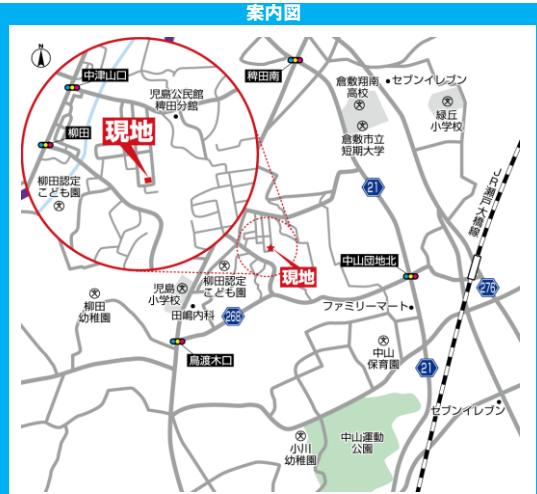 案内図
N
中津山口
児島公民館
稗田分館
柳田
現地
柳田認定
こども園
稗田南
倉敷翔南
高校
セブンイレブン
緑丘
小学校
倉敷市立
短期大学
JR瀬戸大橋線
21
現地
中山団地北
柳田認定
こども園
児島
小学校
田嶋内科
柳田
幼稚園
268
276
ファミリーマート
鳥渡木口
中山
保育園
21
セブンイレブン
小川
幼稚園
中山運動
公園